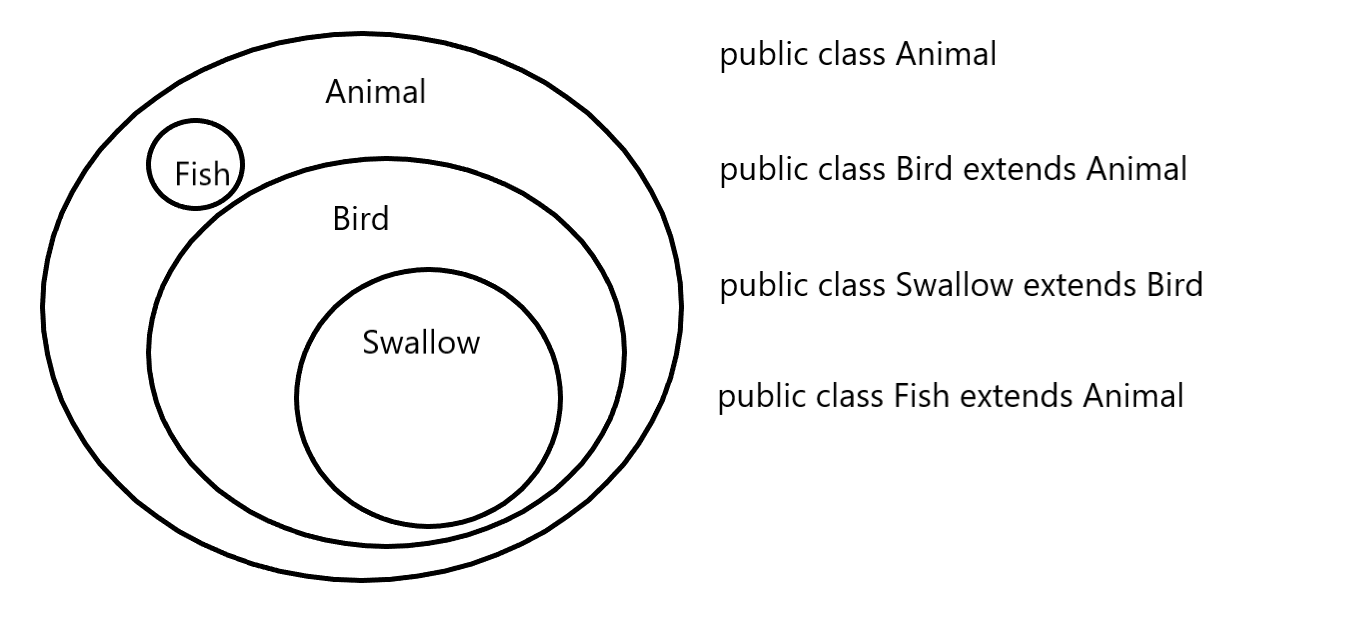 Animal
Fish
Bird
Swallow
public class Animal
public class Bird extends Animal
public class Swallow extends Bird
public class Fish extends Animal